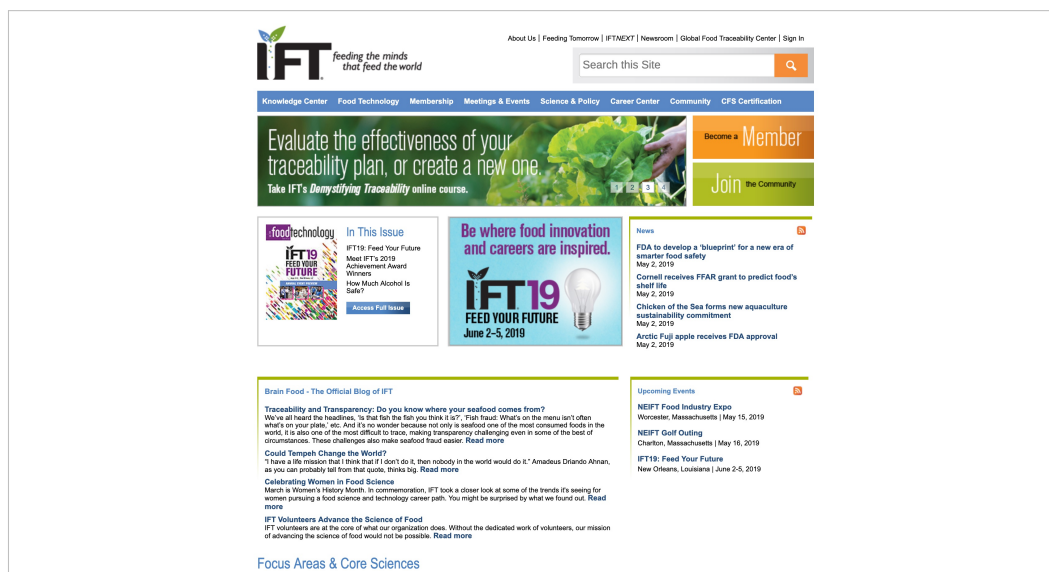 IFT
feeding the minds
that feed the world
About Us | Feeding Tomorrow | IFTNEXT | Newsroom | Global Food Traceability Center | Sign In
Search this Site
Knowledge Center Food Technology Membership Meetings & Events Science & Policy Career Center Community CFS Certification
Evaluate the effectiveness of your
traceability plan, or create a new one.
Take IFT's Demystifying Traceability online course.
1 2 3 4
Become a Member
Join the Community
food technology
IFT19
FEED YOUR
FUTURE
In This Issue
IFT19: Feed Your Future
Meet IFT's 2019
Achievement Award
Winners
How Much Alcohol Is
Safe?
Access Full Issue
Be where food innovation
and careers are inspired.
IFT19
FEED YOUR FUTURE
June 2–5, 2019
News
FDA to develop a 'blueprint' for a new era of
smarter food safety
May 2, 2019
Cornell receives FFAR grant to predict food's
shelf life
May 2, 2019
Chicken of the Sea forms new aquaculture
sustainability commitment
May 2, 2019
Arctic Fuji apple receives FDA approval
May 2, 2019
Brain Food - The Official Blog of IFT
Traceability and Transparency: Do you know where your seafood comes from?
We've all heard the headlines, 'Is that fish the fish you think it is?', 'Fish fraud: What's on the menu isn't often
what's on your plate,' etc. And it's no wonder because not only is seafood one of the most consumed foods in the
world, it is also one of the most difficult to trace, making transparency challenging even in some of the best of
circumstances. These challenges also make seafood fraud easier. Read more
Could Tempeh Change the World?
"I have a life mission that I think that if I don't do it, then nobody in the world would do it." Amadeus Driando Ahnan,
as you can probably tell from that quote, thinks big. Read more
Celebrating Women in Food Science
March is Women's History Month. In commemoration, IFT took a closer look at some of the trends it's seeing for
women pursuing a food science and technology career path. You might be surprised by what we found out. Read
more
IFT Volunteers Advance the Science of Food
IFT volunteers are at the core of what our organization does. Without the dedicated work of volunteers, our mission
of advancing the science of food would not be possible. Read more
Upcoming Events
NEIFT Food Industry Expo
Worcester, Massachusetts | May 15, 2019
NEIFT Golf Outing
Charlton, Massachusetts | May 16, 2019
IFT19: Feed Your Future
New Orleans, Louisiana | June 2-5, 2019
Focus Areas & Core Sciences